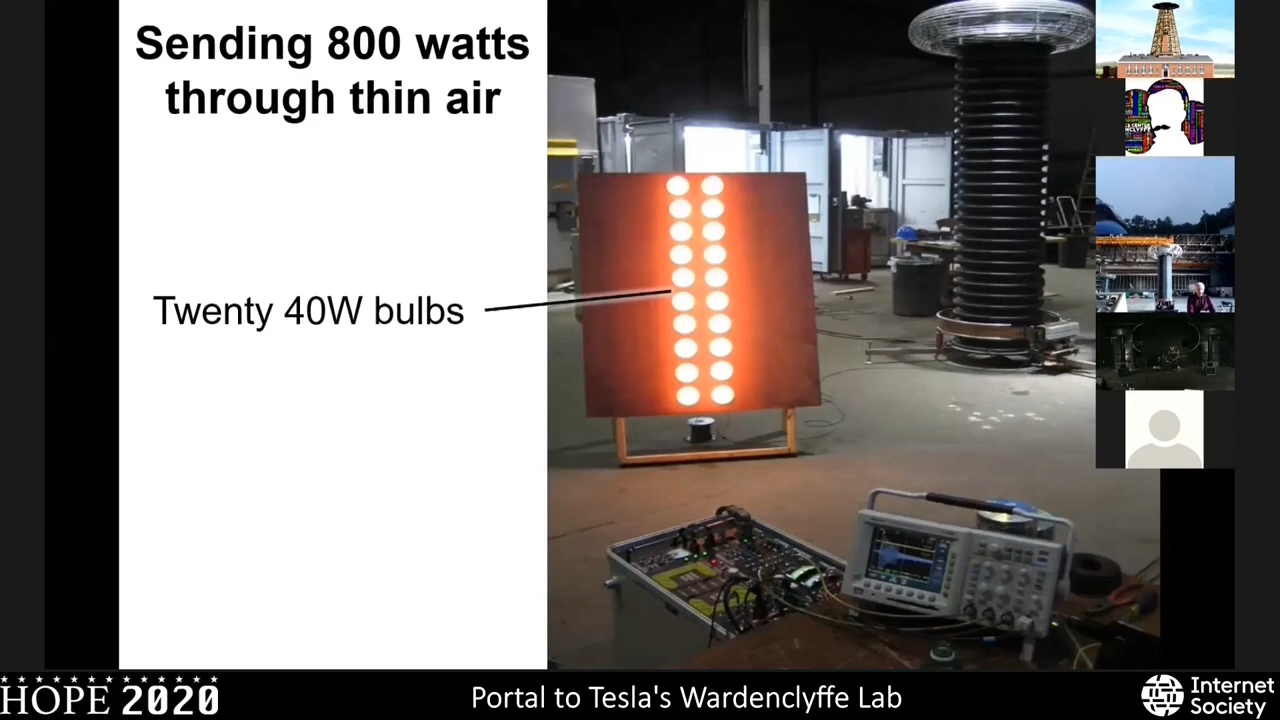 Sending 800 watts
through thin air
Twenty 40W bulbs
HOPE 2020
Portal to Tesla's Wardenclyffe Lab
Internet
Society